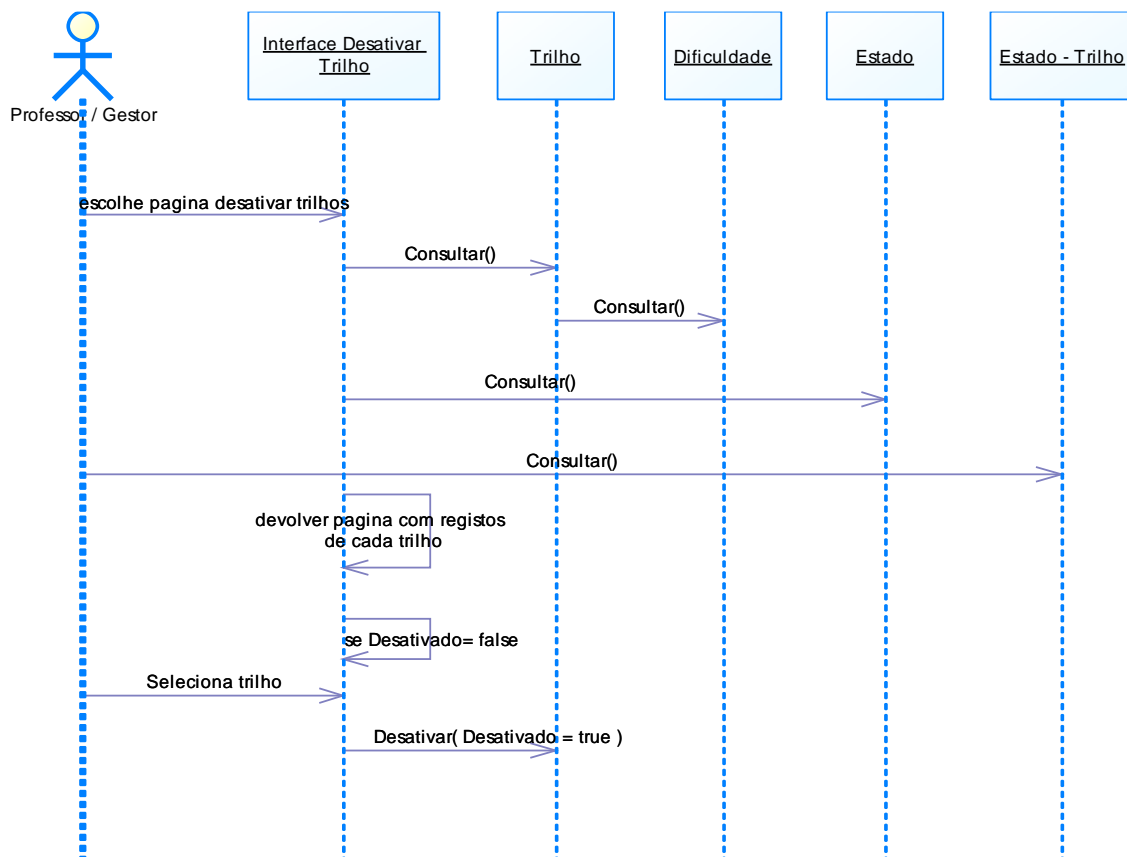 Professor / Gestor
Interface Desativar
Trilho
Trilho
Dificuldade
Estado
Estado - Trilho
escolhe pagina desativar trilhos
Consultar()
Consultar()
Consultar()
Consultar()
devolver pagina com registos
de cada trilho
se Desativado= false
Seleciona trilho
Desativar( Desativado = true )